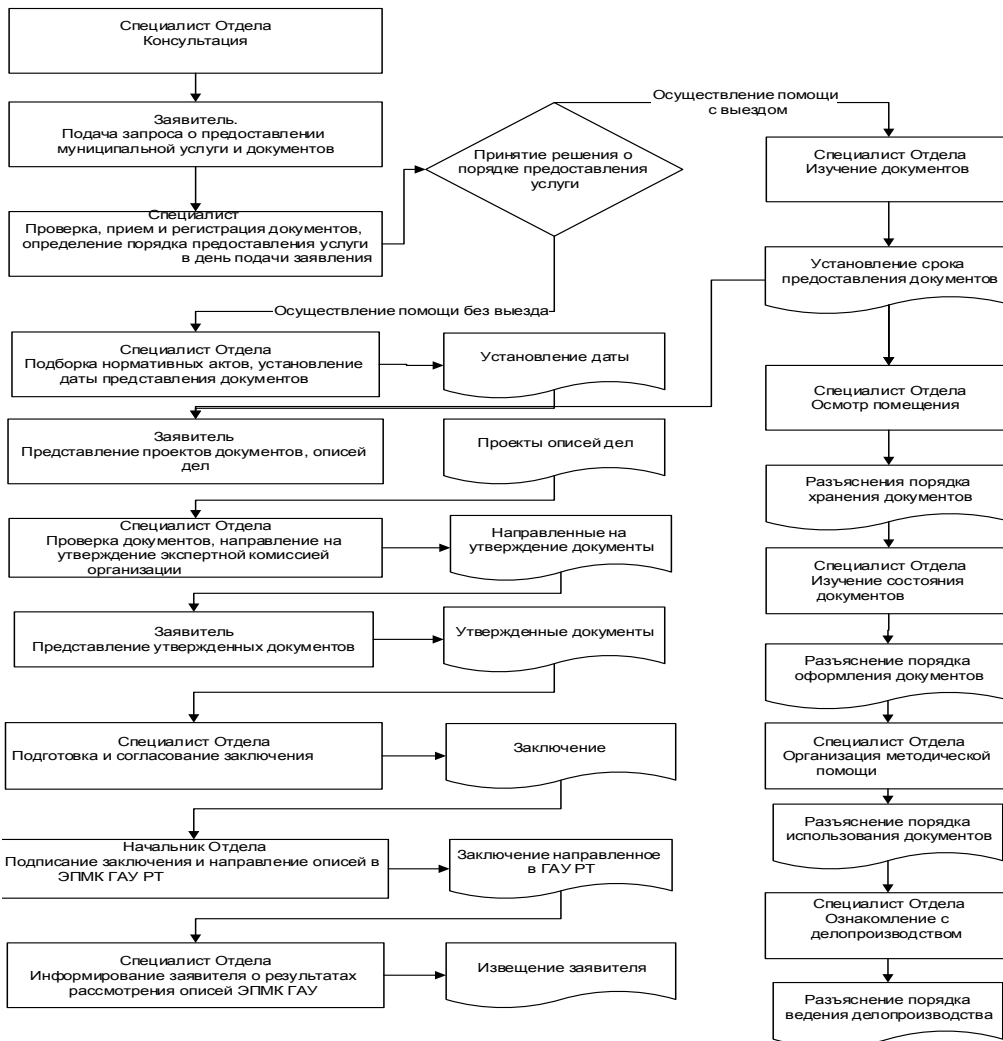 Специалист Отдела
Консультация
Заявитель.
Подача запроса о предоставлении
муниципальной услуги и документов
Специалист
Проверка, прием и регистрация документов,
определение порядка предоставления услуги
в день подачи заявления
Принятие решения о
порядке предоставления
услуги
Осуществление помощи
с выездом
Осуществление помощи без выезда
Специалист Отдела
Подборка нормативных актов, установление
даты представления документов
Установление даты
Заявитель
Представление проектов документов, описей
дел
Проекты описей дел
Специалист Отдела
Проверка документов, направление на
утверждение экспертной комиссией
организации
Направленные на
утверждение документы
Заявитель
Представление утвержденных документов
Утвержденные документы
Специалист Отдела
Подготовка и согласование заключения
Заключение
Начальник Отдела
Подписание заключения и направление описей в
ЭПМК ГАУ РТ
Заключение направленное
в ГАУ РТ
Специалист Отдела
Информирование заявителя о результатах
рассмотрения описей ЭПМК ГАУ
Извещение заявителя
Специалист Отдела
Изучение документов
Установление срока
предоставления документов
Специалист Отдела
Осмотр помещения
Разъяснения порядка
хранения документов
Специалист Отдела
Изучение состояния
документов
Разъяснение порядка
оформления документов
Специалист Отдела
Организация методической
помощи
Разъяснение порядка
использования документов
Специалист Отдела
Ознакомление с
делопроизводством
Разъяснение порядка
ведения делопроизводства